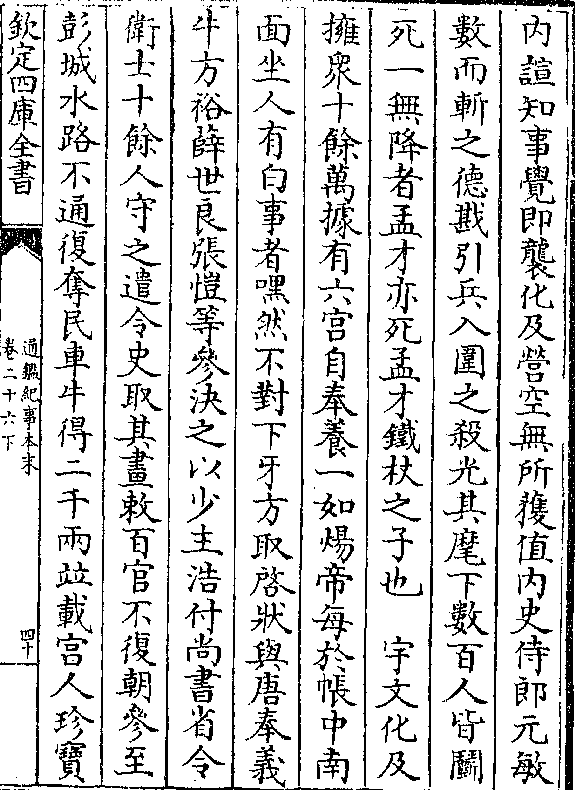 内諠知事覺即襲化及營空無所獲值内史侍郎元敏
數而斬之德戡引兵入圍之殺光其麾下數百人皆鬭
死一無降者孟才亦死孟才鐵杖之子也　宇文化及
擁衆十餘萬據有六宫自奉養一如煬帝每於帳中南
面坐人有白事者嘿然不對下牙方取啓狀與唐奉義
牛方裕薛世良張愷等參決之以少主浩付尚書省令
衛士十餘人守之遣令史取其畫敕百官不復朝參至
彭城水路不通復奪民車牛得二千兩竝載宫人珍寶
欽定四庫全書
通鑑紀事本末
卷二十六下
四十